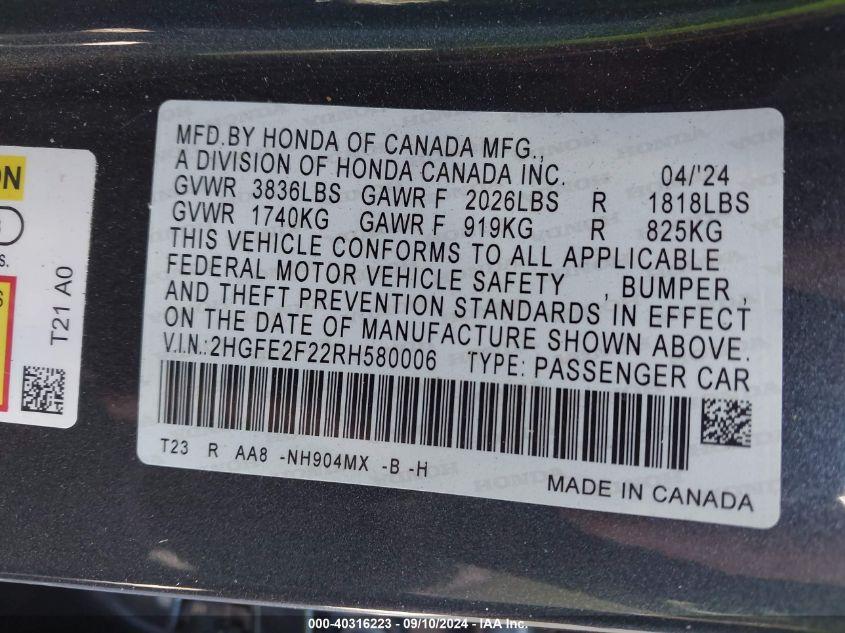 MFD.BY HONDA OF CANADA MFG.,
A DIVISION OF HONDA CANADA INC. 04/'24
GVWR 3836LBS GAWR F 2026LBS R 1818LBS
GVWR 1740KG GAWR F 919KG R 825KG
THIS VEHICLE CONFORMS TO ALL APPLICABLE
FEDERAL MOTOR VEHICLE SAFETY , BUMPER ,
AND THEFT PREVENTION STANDARDS IN EFFECT
ON THE DATE OF MANUFACTURE SHOWN ABOVE.
V.I.N.:2HGFE2F22RH580006 TYPE: PASSENGER CAR
T23 R AA8 -NH904MX -B -H
MADE IN CANADA
T21 A0
000-40316223 - 09/10/2024 - IAA Inc.